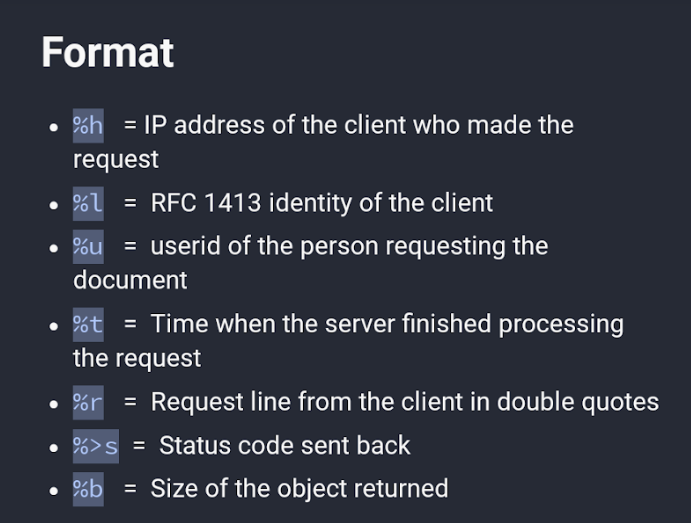 Format
• %h = IP address of the client who made the
request
• %l = RFC 1413 identity of the client
• %u = userid of the person requesting the
document
• %t = Time when the server finished processing
the request
• %r = Request line from the client in double quotes
• %>s = Status code sent back
• %b = Size of the object returned